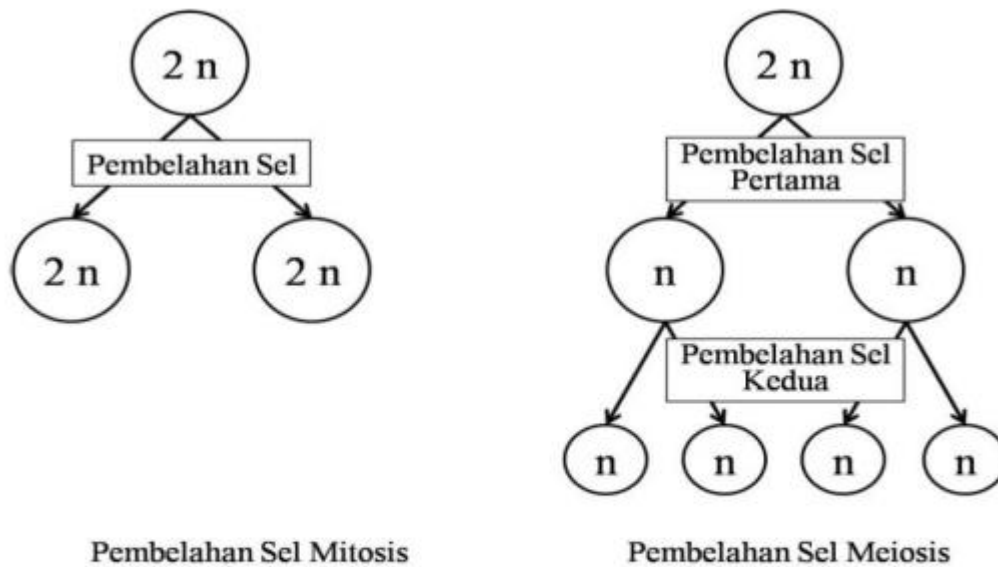 2 n
Pembelahan Sel
2 n
2 n
Pembelahan Sel Mitosis
2 n
Pembelahan Sel
Pertama
n
n
Pembelahan Sel
Kedua
n
n
n
n
Pembelahan Sel Meiosis